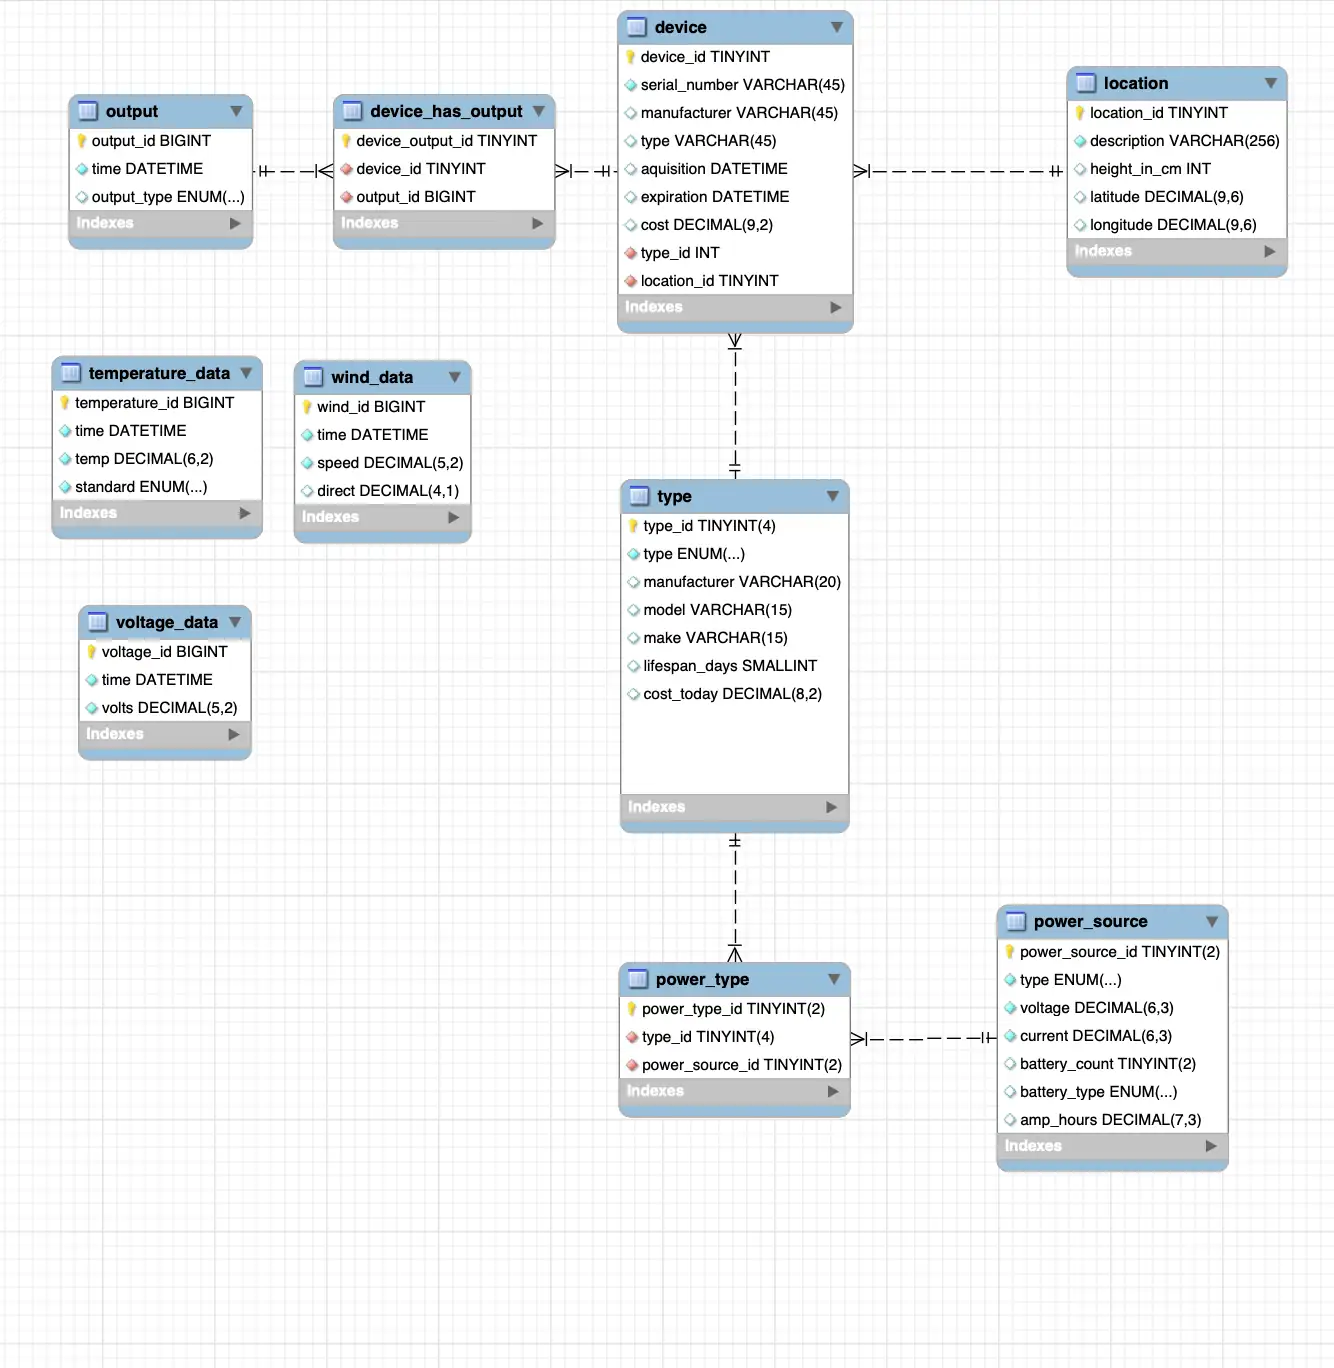 device
device_id TINYINT
serial_number VARCHAR(45)
manufacturer VARCHAR(45)
type VARCHAR(45)
aquisition DATETIME
expiration DATETIME
cost DECIMAL(9,2)
type_id INT
location_id TINYINT
Indexes
location
location_id TINYINT
description VARCHAR(256)
height_in_cm INT
latitude DECIMAL(9,6)
longitude DECIMAL(9,6)
Indexes
output
output_id BIGINT
time DATETIME
output_type ENUM(...)
Indexes
device_has_output
device_output_id TINYINT
device_id TINYINT
output_id BIGINT
Indexes
temperature_data
temperature_id BIGINT
time DATETIME
temp DECIMAL(6,2)
standard ENUM(...)
Indexes
wind_data
wind_id BIGINT
time DATETIME
speed DECIMAL(5,2)
direct DECIMAL(4,1)
Indexes
type
type_id TINYINT(4)
type ENUM(...)
manufacturer VARCHAR(20)
model VARCHAR(15)
make VARCHAR(15)
lifespan_days SMALLINT
cost_today DECIMAL(8,2)
Indexes
voltage_data
voltage_id BIGINT
time DATETIME
volts DECIMAL(5,2)
Indexes
power_source
power_source_id TINYINT(2)
type ENUM(...)
voltage DECIMAL(6,3)
current DECIMAL(6,3)
battery_count TINYINT(2)
battery_type ENUM(...)
amp_hours DECIMAL(7,3)
Indexes
power_type
power_type_id TINYINT(2)
type_id TINYINT(4)
power_source_id TINYINT(2)
Indexes